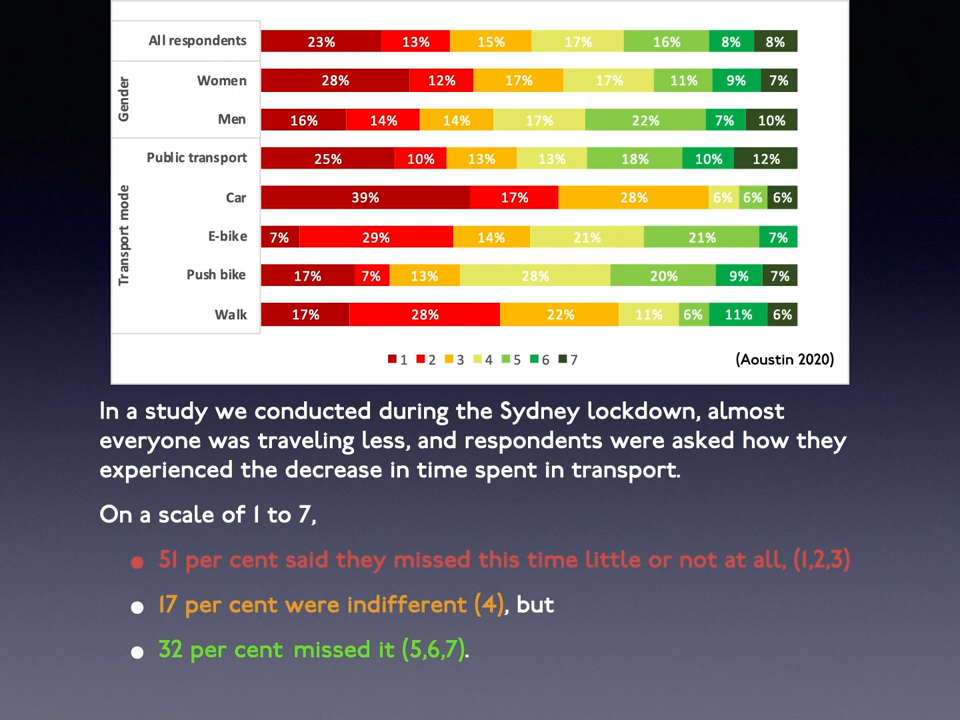 All respondents 23% 13% 15% 17% 16% 8% 8%
Gender
Women 28% 12% 17% 17% 11% 9% 7%
Men 16% 14% 14% 17% 22% 7% 10%
Transport mode
Public transport 25% 10% 13% 13% 18% 10% 12%
Car 39% 17% 28% 6% 6% 6%
E-bike 7% 29% 14% 21% 21% 7%
Push bike 17% 7% 13% 28% 20% 9% 7%
Walk 17% 28% 22% 11% 6% 11% 6%
1 2 3 4 5 6 7 (Aoustin 2020)
In a study we conducted during the Sydney lockdown, almost
everyone was traveling less, and respondents were asked how they
experienced the decrease in time spent in transport.
On a scale of 1 to 7,
• 51 per cent said they missed this time little or not at all, (1,2,3)
• 17 per cent were indifferent (4), but
• 32 per cent missed it (5,6,7).